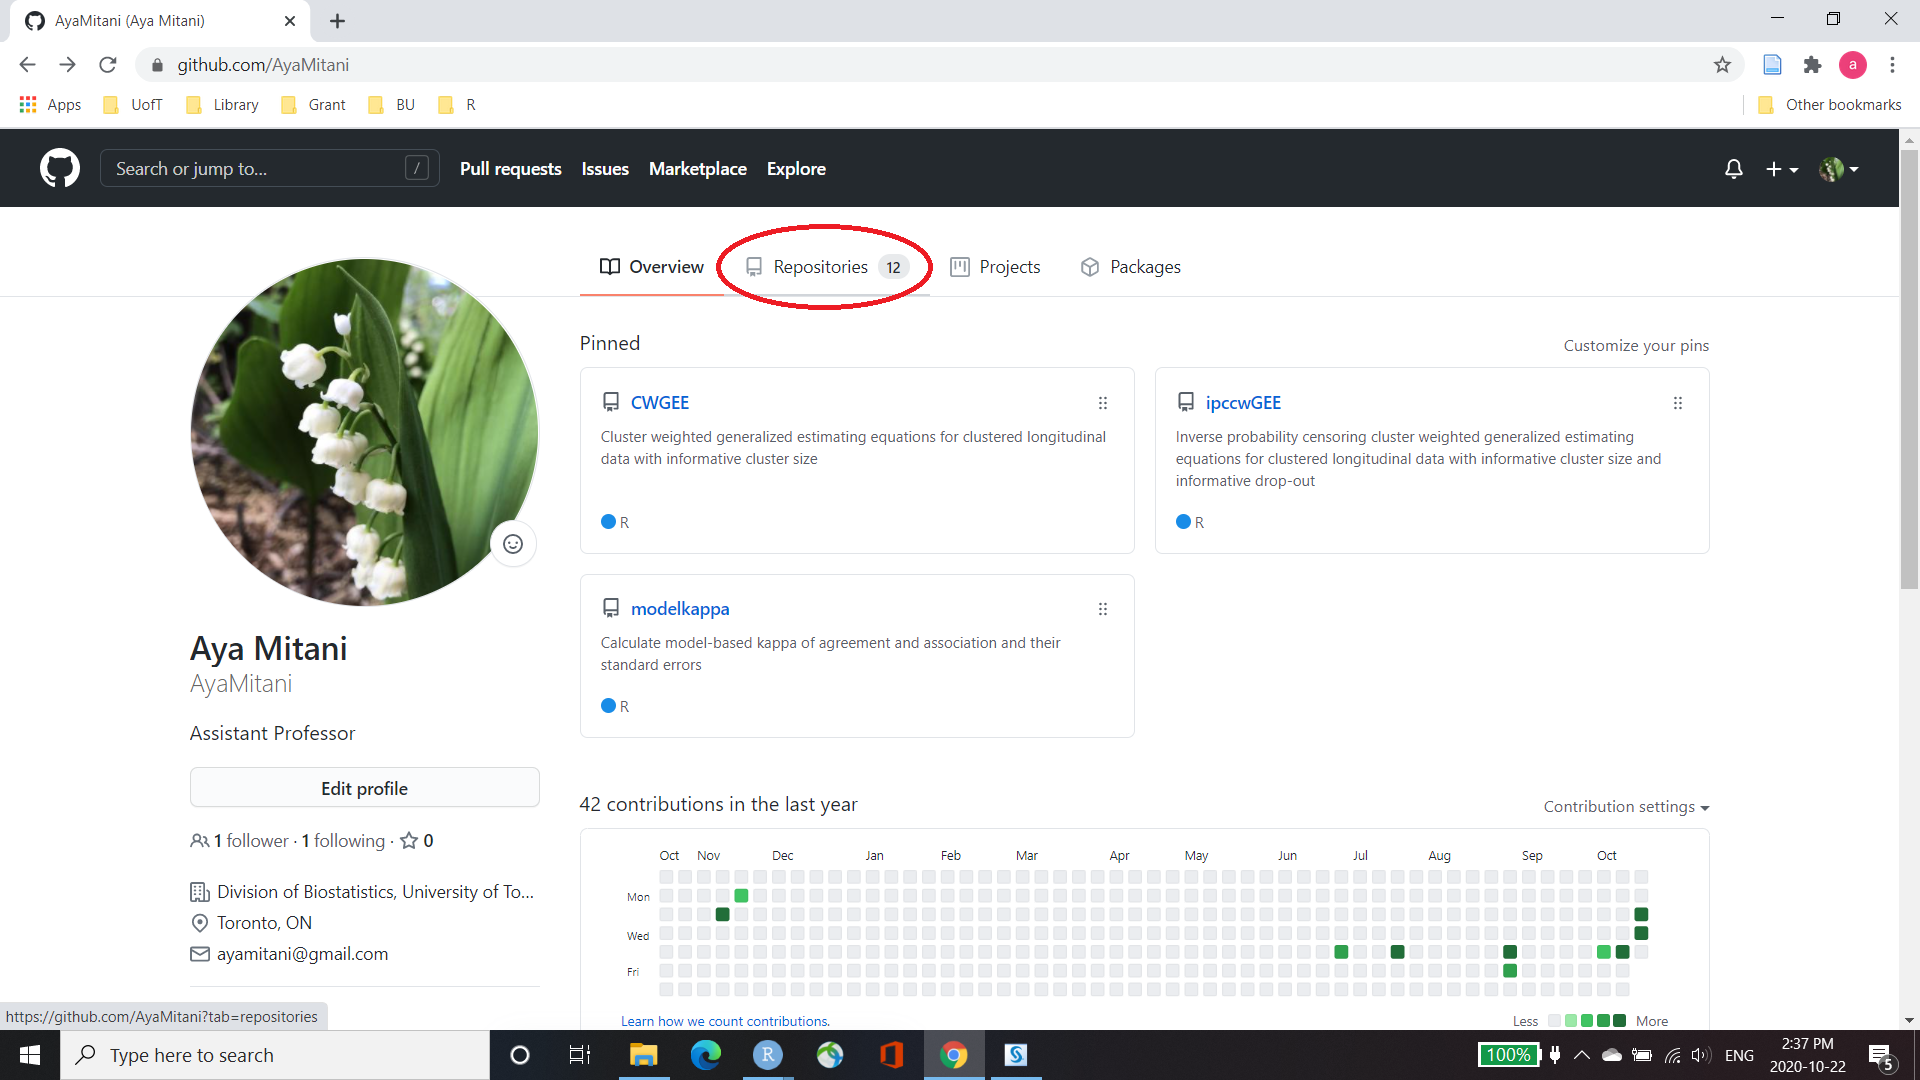 AyaMitani (Aya Mitani)
github.com/AyaMitani
a
Apps
UofT
Library
Grant
BU
R
Other bookmarks
Search or jump to...
/
Pull requests
Issues
Marketplace
Explore
Overview
Repositories 12
Projects
Packages
Pinned
Customize your pins
CWGEE
Cluster weighted generalized estimating equations for clustered longitudinal
data with informative cluster size
R
ipccwGEE
Inverse probability censoring cluster weighted generalized estimating
equations for clustered longitudinal data with informative cluster size and
informative drop-out
R
modelkappa
Calculate model-based kappa of agreement and association and their
standard errors
R
Aya Mitani
AyaMitani
Assistant Professor
Edit profile
1 follower · 1 following · 0
Division of Biostatistics, University of To...
Toronto, ON
ayamitani@gmail.com
42 contributions in the last year
Contribution settings
Oct Nov Dec Jan Feb Mar Apr May Jun Jul Aug Sep Oct
Mon
Wed
Fri
Learn how we count contributions.
Less More
https://github.com/AyaMitani?tab=repositories
Type here to search
R
S
100%
ENG
2:37 PM
2020-10-22
5